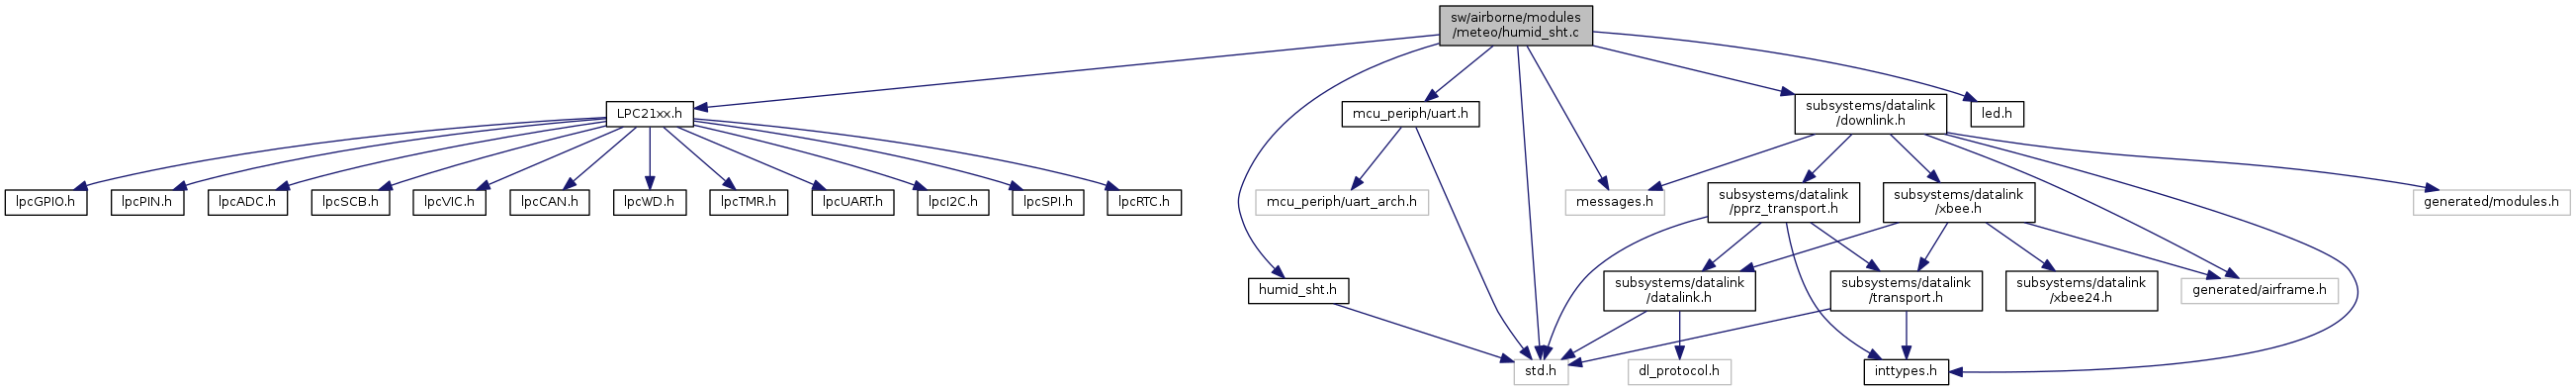 sw/airborne/modules
/meteo/humid_sht.c
LPC21xx.h
mcu_periph/uart.h
subsystems/datalink
/downlink.h
led.h
lpcGPIO.h
lpcPIN.h
lpcADC.h
lpcSCB.h
lpcVIC.h
lpcCAN.h
lpcWD.h
lpcTMR.h
lpcUART.h
lpcI2C.h
lpcSPI.h
lpcRTC.h
mcu_periph/uart_arch.h
messages.h
subsystems/datalink
/pprz_transport.h
subsystems/datalink
/xbee.h
generated/modules.h
humid_sht.h
subsystems/datalink
/datalink.h
subsystems/datalink
/transport.h
subsystems/datalink
/xbee24.h
generated/airframe.h
std.h
dl_protocol.h
inttypes.h